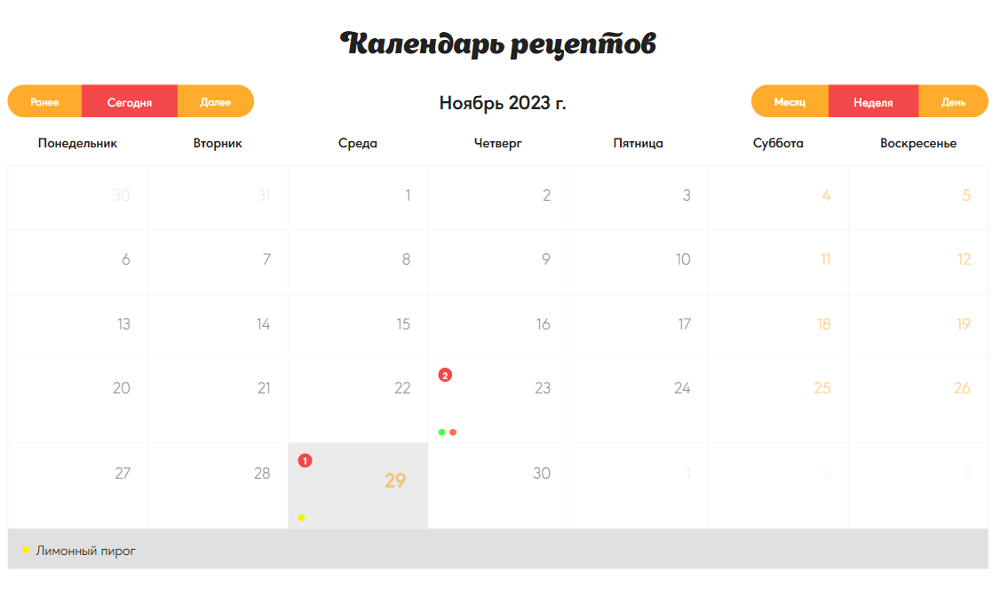 Календарь рецептов
Ранее Сегодня Далее Ноябрь 2023 г. Месяц Неделя День
Понедельник Вторник Среда Четверг Пятница Суббота Воскресенье
30 31 1 2 3 4 5
6 7 8 9 10 11 12
13 14 15 16 17 18 19
20 21 22 2 23 24 25 26
27 28 1 29 30 1 2 3
Лимонный пирог